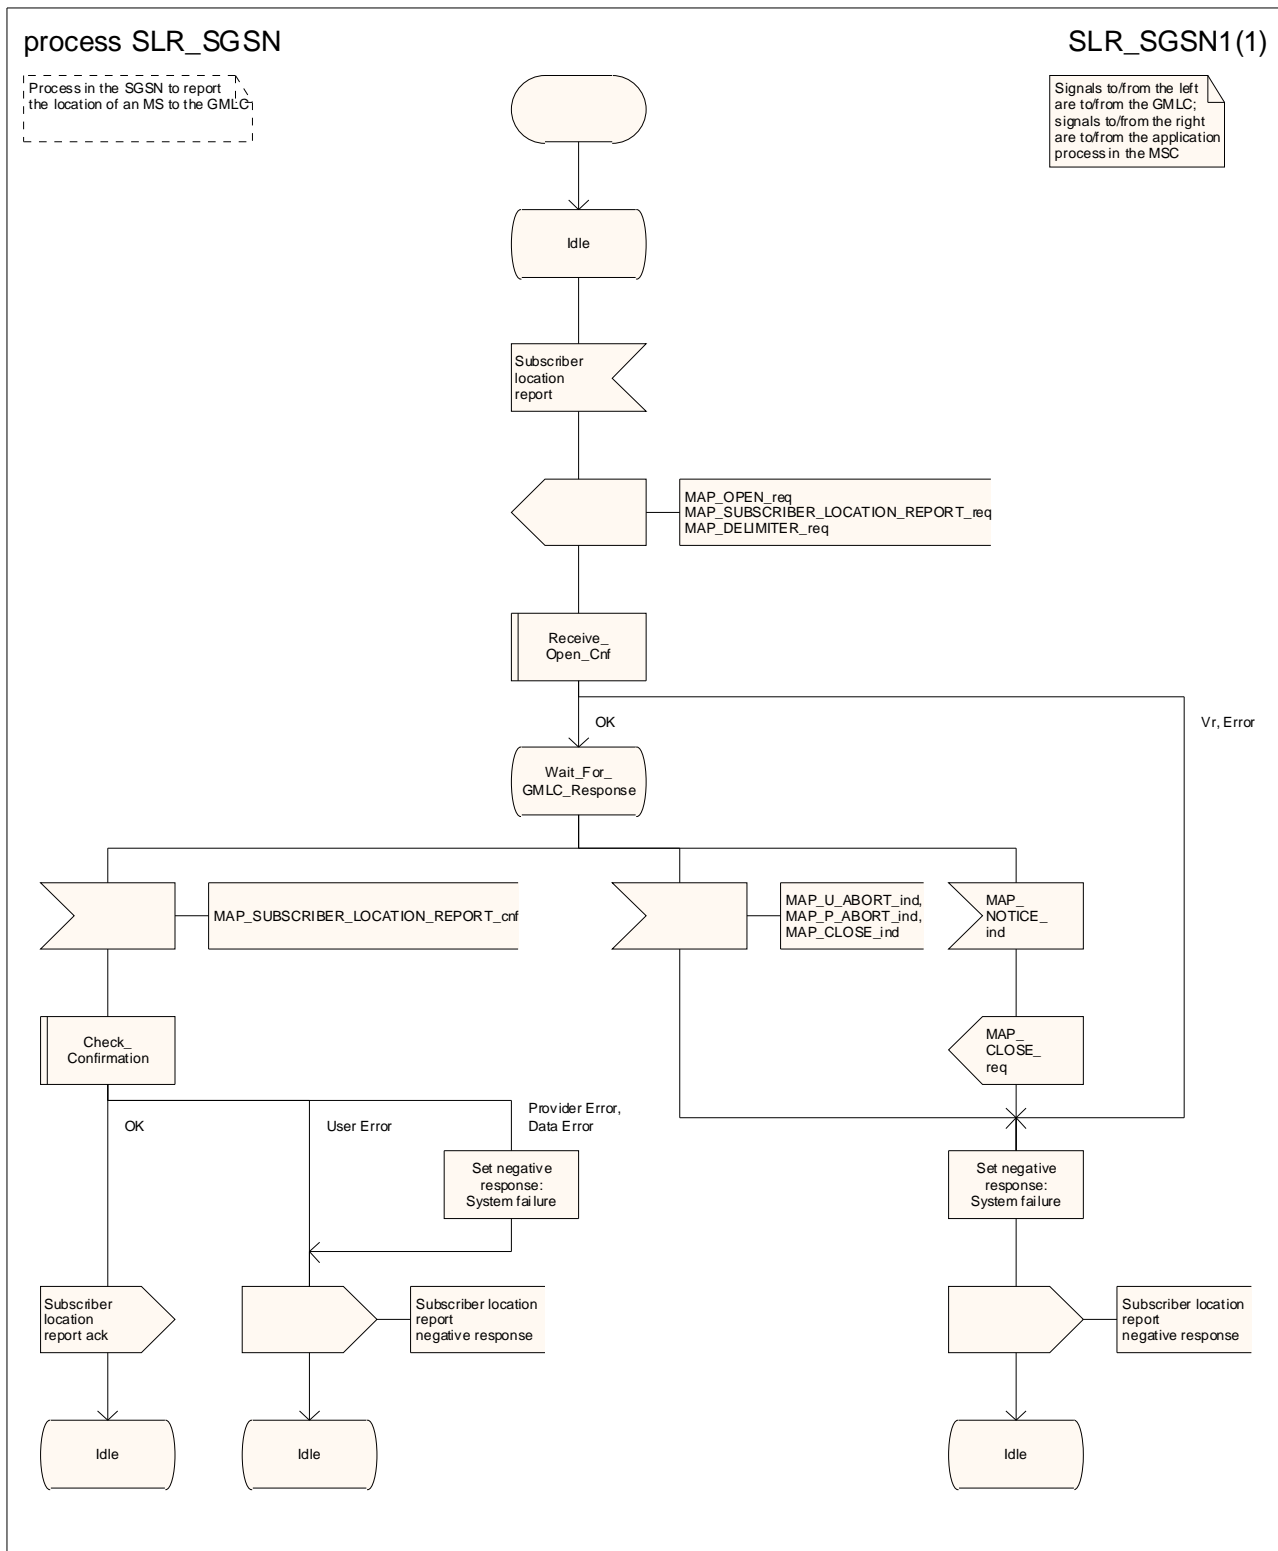 process SLR_SGSN
SLR_SGSN1(1)
Process in the SGSN to report
the location of an MS to the GMLC
Signals to/from the left
are to/from the GMLC;
signals to/from the right
are to/from the application
process in the MSC
Idle
Subscriber
location
report
MAP_OPEN_req
MAP_SUBSCRIBER_LOCATION_REPORT_req
MAP_DELIMITER_req
Receive_
Open_Cnf
OK
Vr, Error
Wait_For_
GMLC_Response
MAP_SUBSCRIBER_LOCATION_REPORT_cnf
MAP_U_ABORT_ind,
MAP_P_ABORT_ind,
MAP_CLOSE_ind
MAP_
NOTICE_
ind
Check_
Confirmation
MAP_
CLOSE_
req
OK
User Error
Provider Error,
Data Error
Set negative
response:
System failure
Set negative
response:
System failure
Subscriber
location
report ack
Subscriber location
report
negative response
Subscriber location
report
negative response
Idle
Idle
Idle